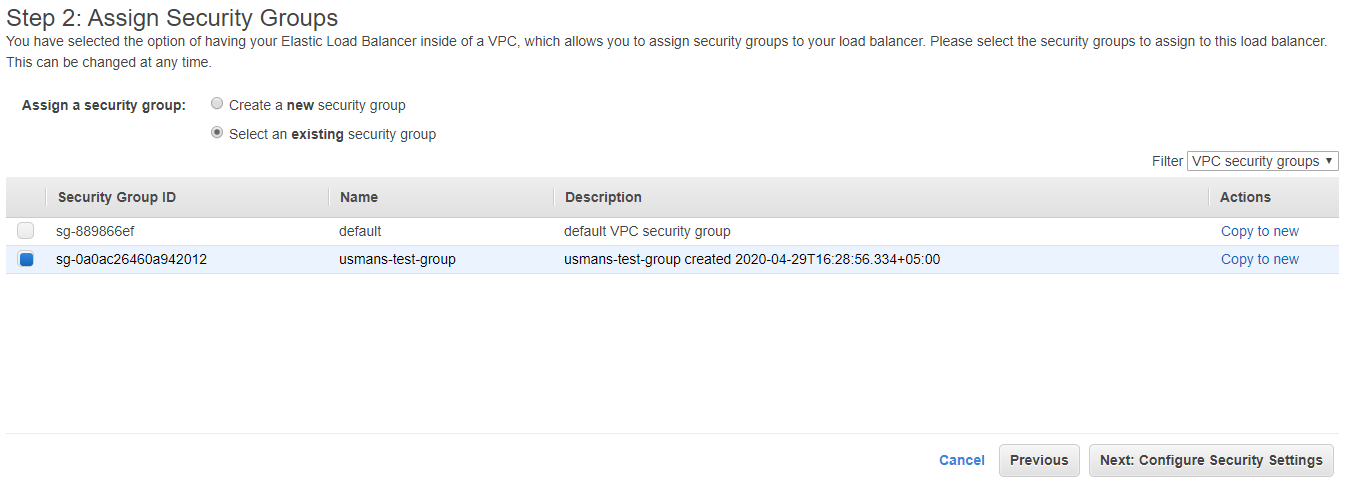 Step 2: Assign Security Groups
You have selected the option of having your Elastic Load Balancer inside of a VPC, which allows you to assign security groups to your load balancer. Please select the security groups to assign to this load balancer.
This can be changed at any time.
Assign a security group: Create a new security group
Select an existing security group
Filter VPC security groups
Security Group ID Name Description Actions
sg-889866ef default default VPC security group Copy to new
sg-0a0ac26460a942012 usmans-test-group usmans-test-group created 2020-04-29T16:28:56.334+05:00 Copy to new
Cancel Previous Next: Configure Security Settings